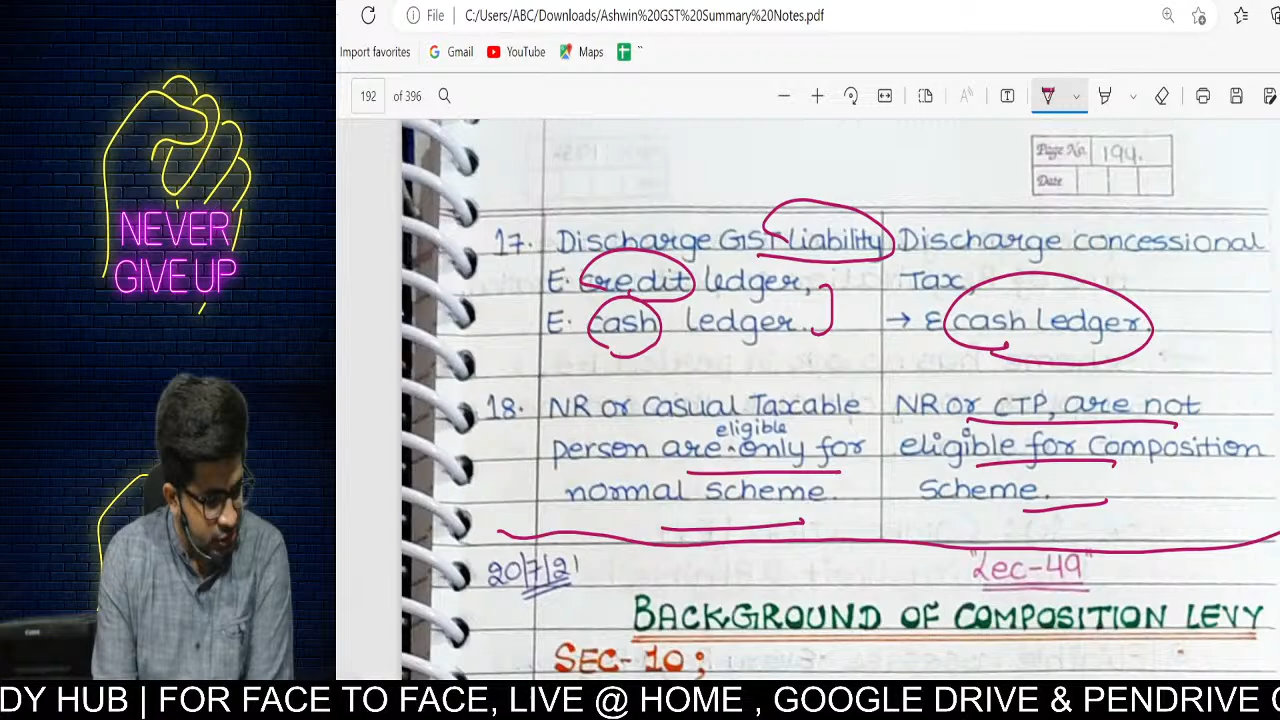 File C:/Users/ABC/Downloads/Ashwin%20GST%20Summary%20Notes.pdf
Import favorites Gmail YouTube Maps
192 of 396
Page No. 194.
Date
17. Discharge GST liability Discharge concessional
E. credit ledger, Tax,
E. cash ledger. → E cash ledger
18. NR or Casual Taxable NR or CTP, are not
eligible
person are only for eligible for composition
normal scheme scheme.
20/7/21 "Lec-49"
BACKGROUND OF COMPOSITION LEVY
SEC-10;
NEVER
GIVE UP
DY HUB | FOR FACE TO FACE, LIVE @ HOME , GOOGLE DRIVE & PENDRIVE